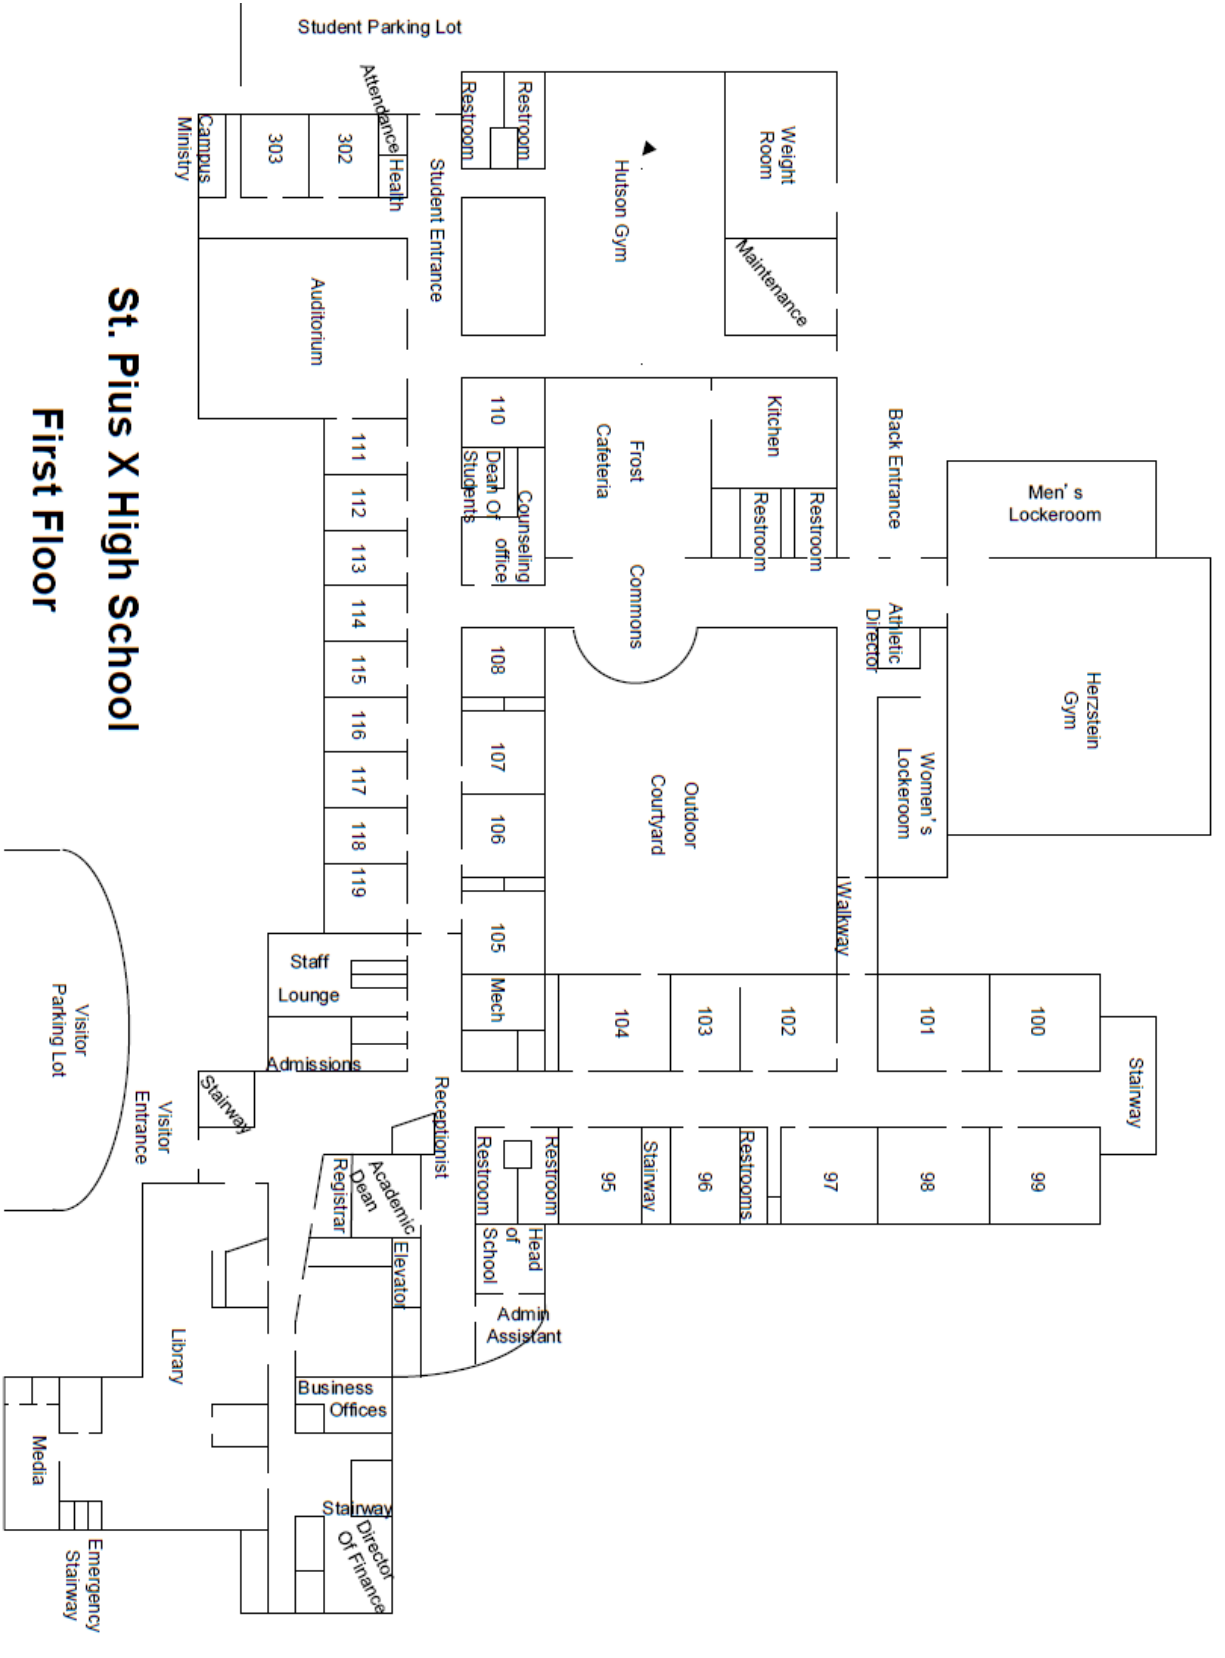 Student Parking Lot
Attendance
Health
Campus
Ministry
303
302
Restroom
Restroom
Student Entrance
Hutson Gym
Weight
Room
Maintenance
Auditorium
St. Pius X High School
First Floor
110
Dean Of
Students
Counseling
office
Frost
Cafeteria
Kitchen
Restroom
Restroom
Back Entrance
Men's
Lockeroom
Commons
Athletic
Director
Herzstein
Gym
Women's
Lockeroom
111
112
113
114
115
116
117
118
119
108
107
106
105
Mech
Outdoor
Courtyard
Walkway
Staff
Lounge
Admissions
104
103
102
101
100
Stairway
Visitor
Parking Lot
Visitor
Entrance
Stairway
Receptionist
Restroom
Restroom
95
Stairway
96
Restrooms
97
98
99
Academic
Dean
Registrar
Elevator
Head
of
School
Admin
Assistant
Library
Business
Offices
Media
Stairway
Director
Of Finance
Emergency
Stairway